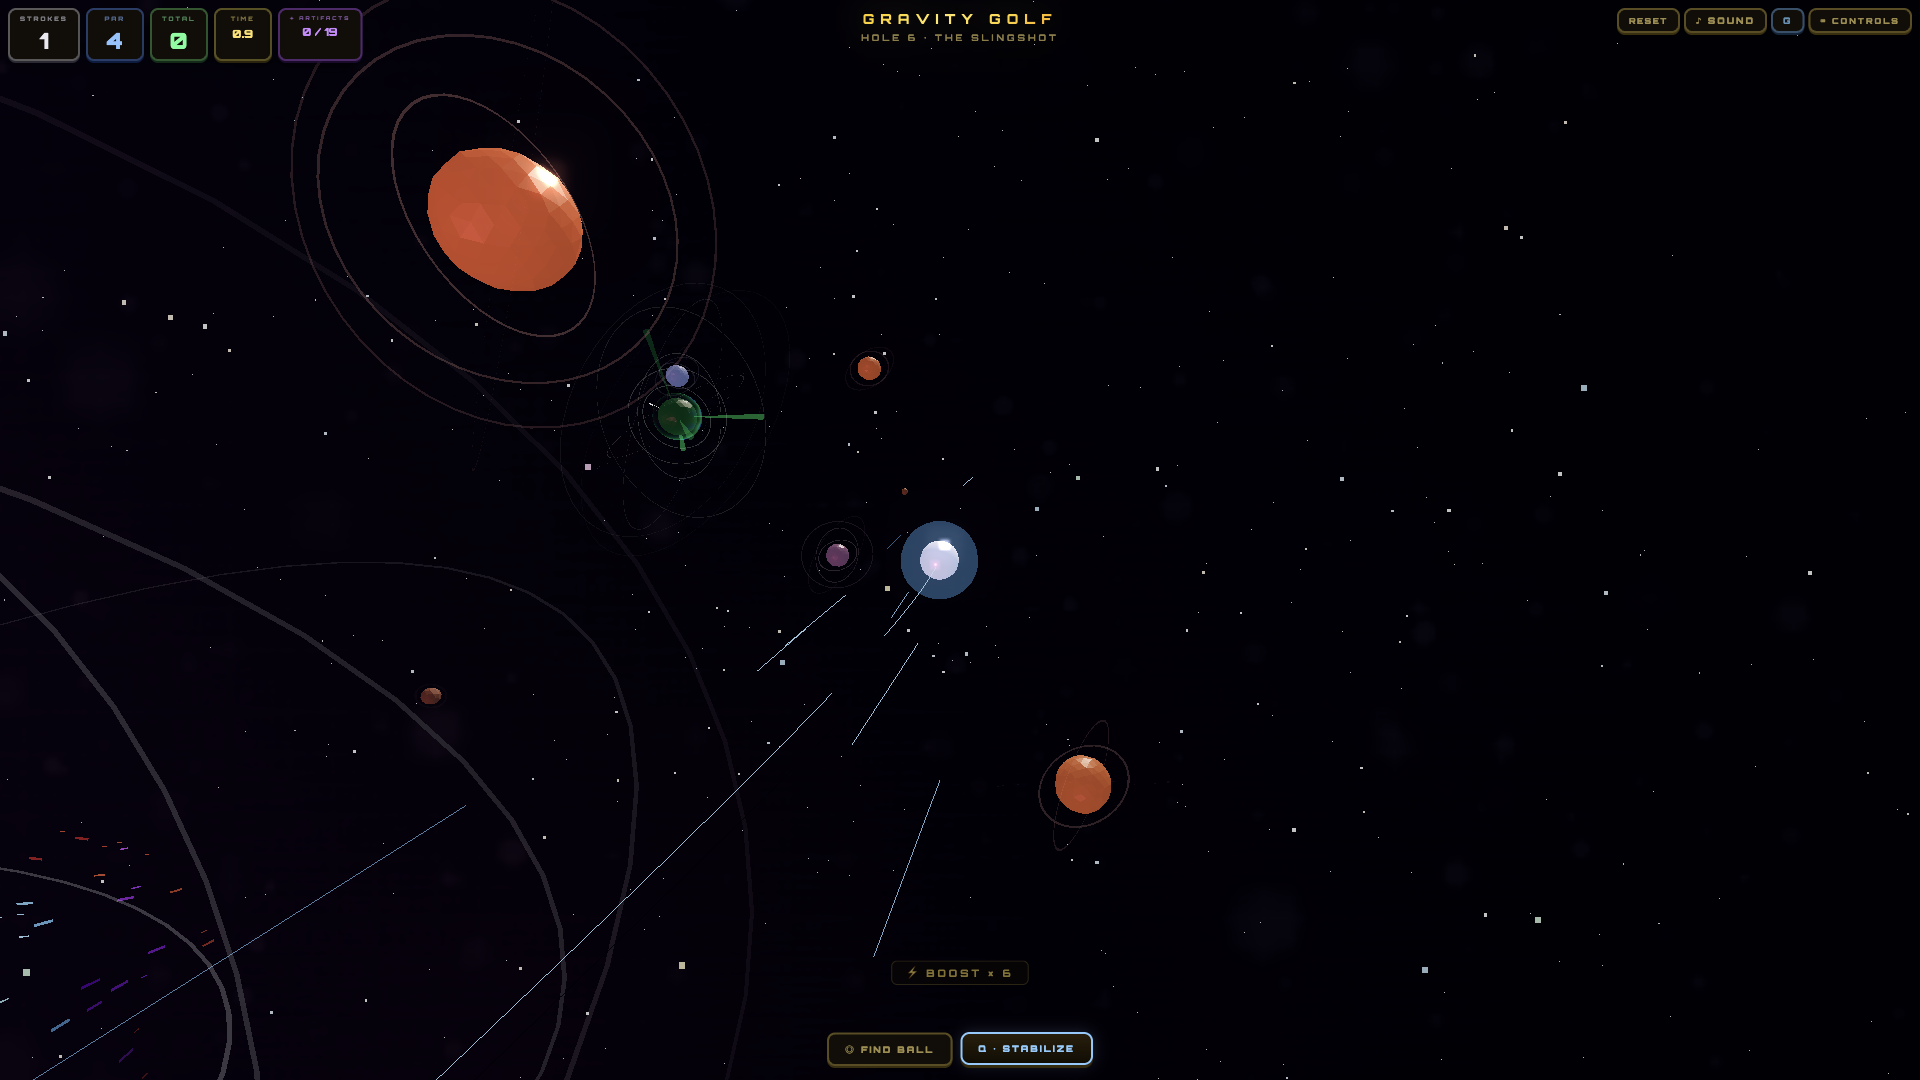 STROKES
1
PAR
4
TOTAL
0
TIME
0.9
✦ ARTIFACTS
0 / 19
GRAVITY GOLF
HOLE 6 · THE SLINGSHOT
RESET
♪ SOUND
G
≡ CONTROLS
⚡ BOOST × 6
◎ FIND BALL
Q · STABILIZE